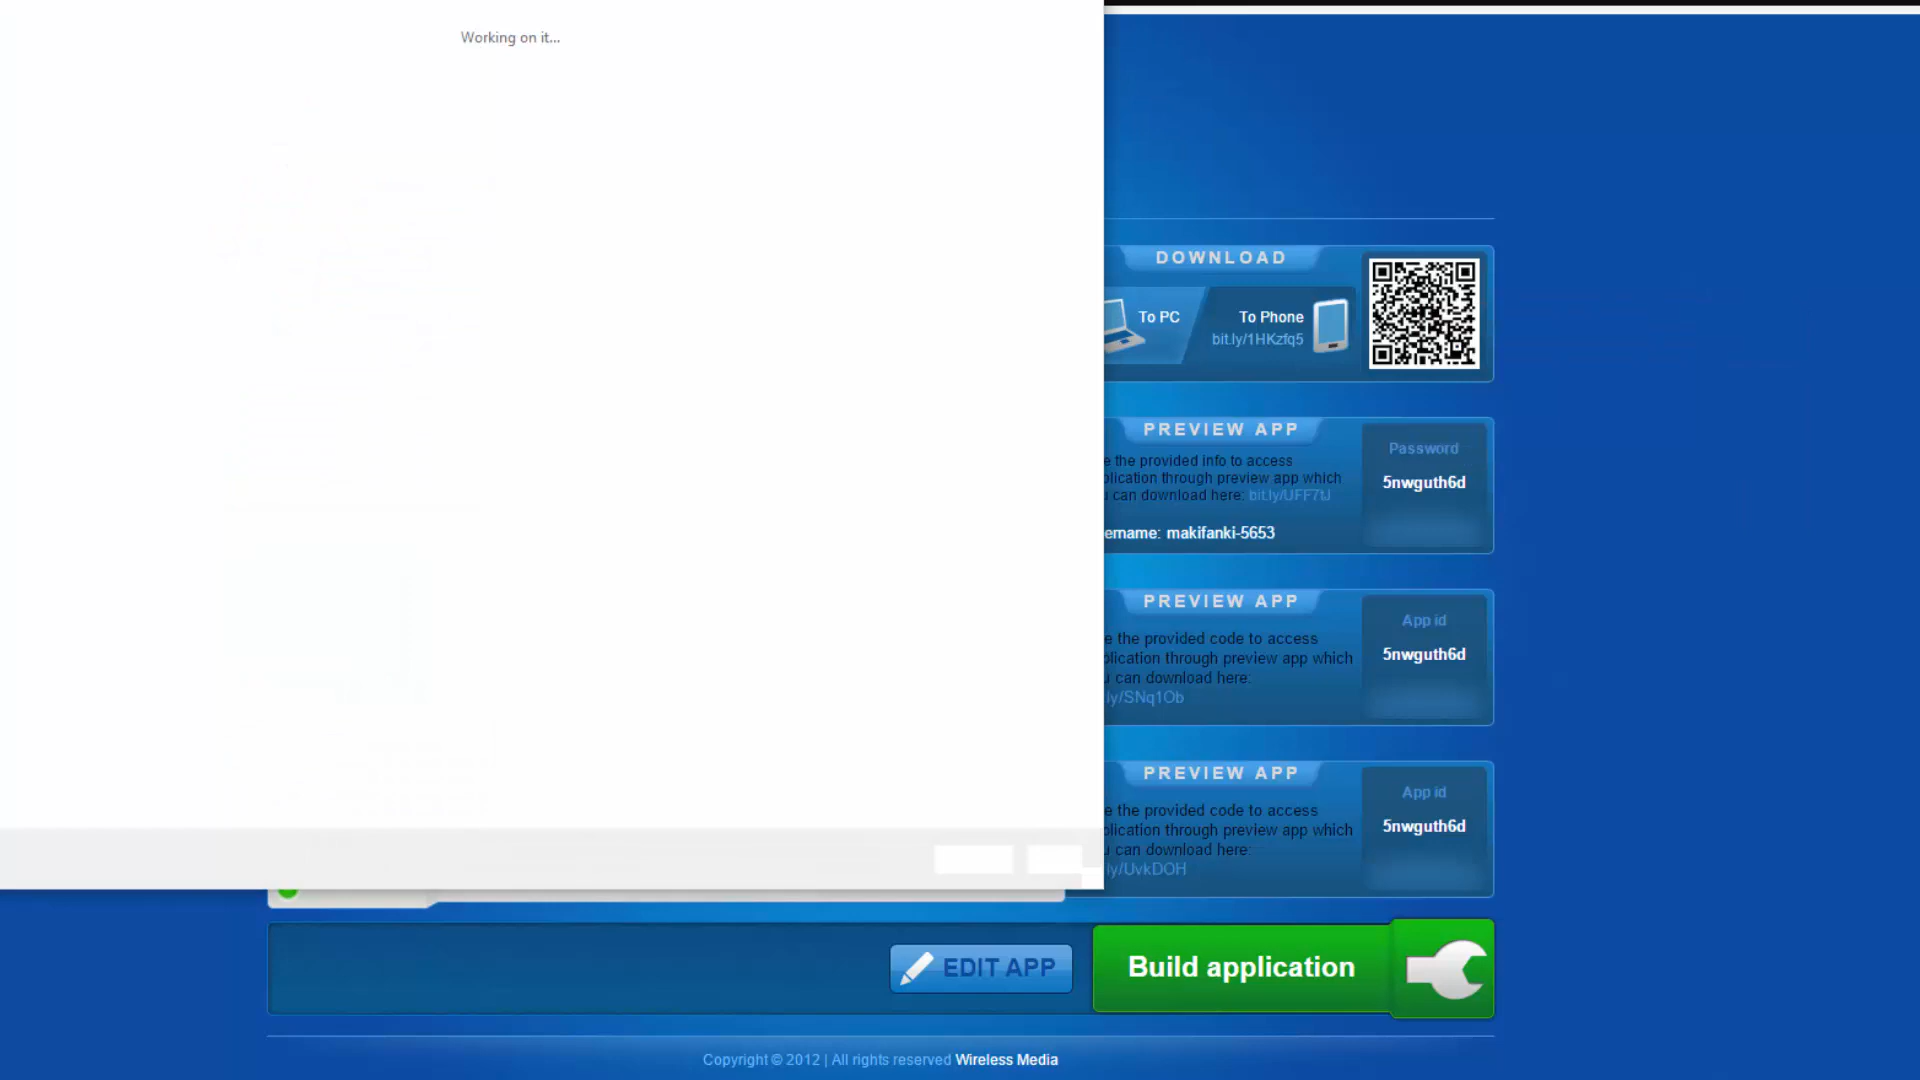 Working on it...
DOWNLOAD
To PC
To Phone
bit.ly/1HKzfq5
PREVIEW APP
e the provided info to access
plication through preview app which
u can download here: bit.ly/UFF7tJ
ername: makifanki-5653
Password
5nwguth6d
PREVIEW APP
e the provided code to access
plication through preview app which
u can download here:
ly/SNq1Ob
App id
5nwguth6d
PREVIEW APP
e the provided code to access
plication through preview app which
u can download here:
ly/UvkDOH
App id
5nwguth6d
EDIT APP
Build application
Copyright © 2012 | All rights reserved Wireless Media